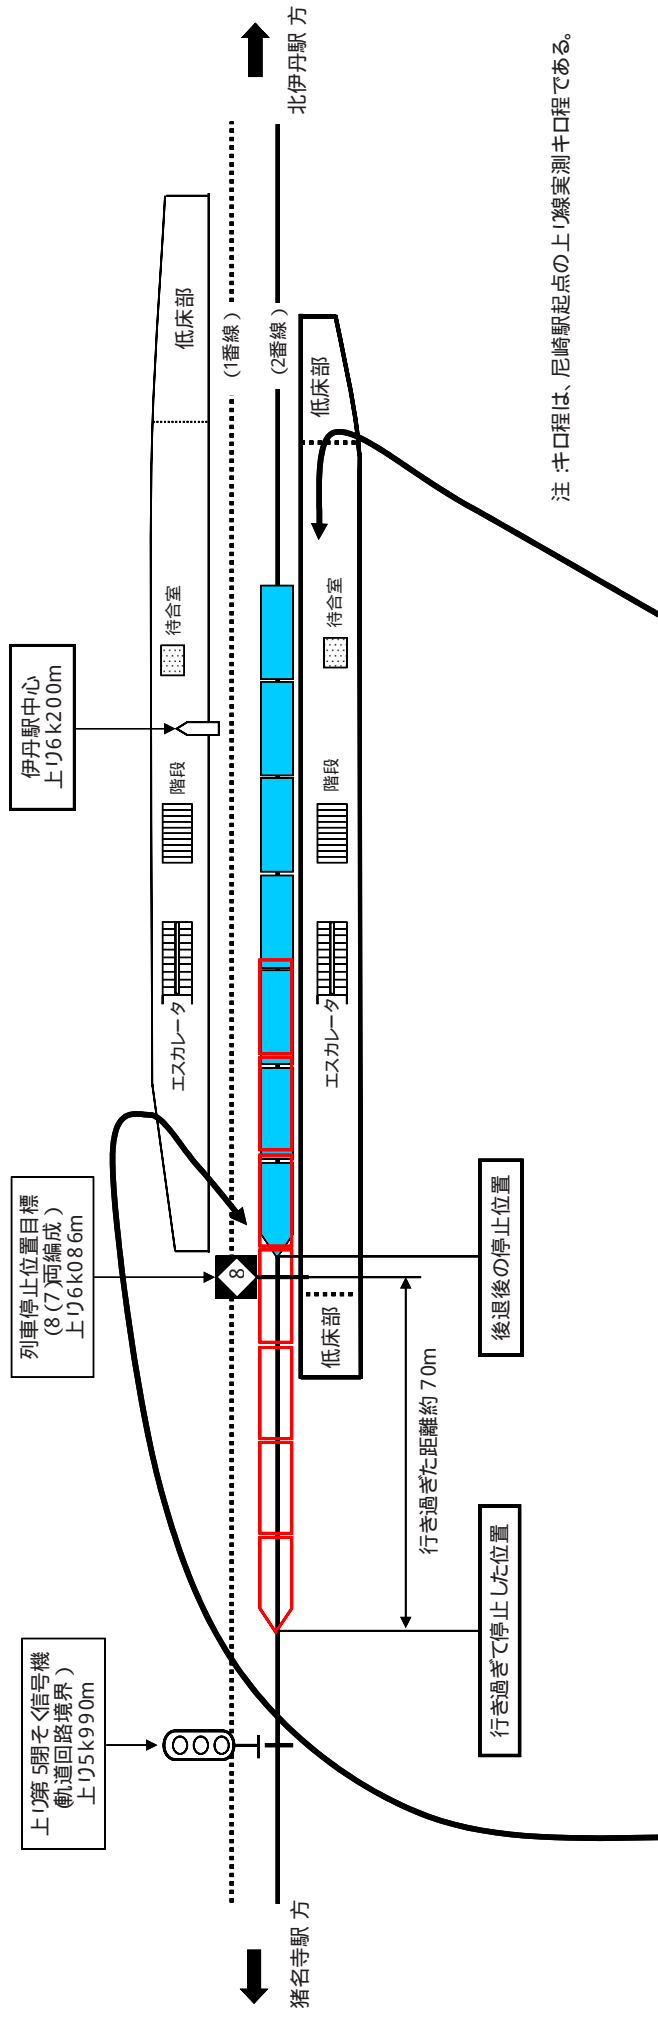 北伊丹駅 方
注 :キロ程は、尼崎駅起点の上り線実測キロ程である。
低床部
(1番線)
(2番線)
低床部
待合室
待合室
伊丹駅中心
上り6k200m
階段
階段
エスカレータ
エスカレータ
列車停止位置目標
(8(7)両編成)
上り6k086m
8
後退後の停止位置
低床部
行き過ぎた距離約 70m
行き過ぎて停止した位置
上り第 5閉そく信号機
(軌道回路境界)
上り5k990m
猪名寺駅 方